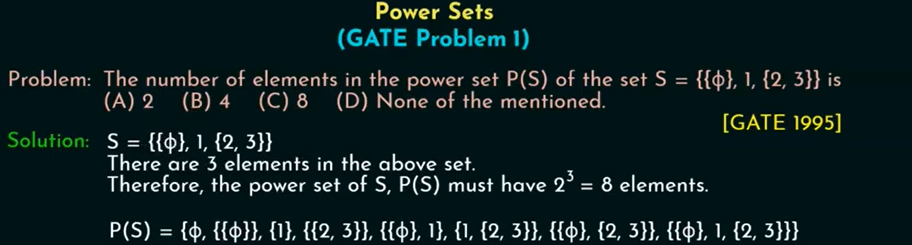 Power Sets
(GATE Problem 1)
Problem: The number of elements in the power set P(S) of the set S = {{ф}, 1, {2, 3}} is
(A) 2 (B) 4 (C) 8 (D) None of the mentioned.
[GATE 1995]
Solution: S = {{ф}, 1, {2, 3}}
There are 3 elements in the above set.
Therefore, the power set of S, P(S) must have 2³ = 8 elements.
P(S) = {ф, {{ф}}, {1}, {{2, 3}}, {{ф}, 1}, {1, {2, 3}}, {{ф}, {2, 3}}, {{ф}, 1, {2, 3}}}